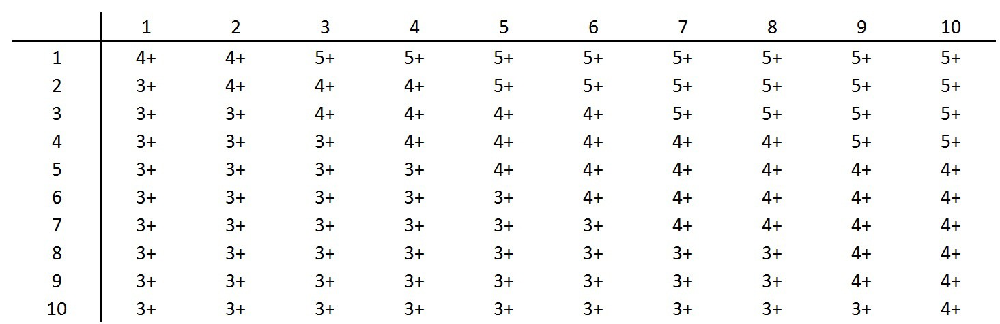 1 2 3 4 5 6 7 8 9 10
1 4+ 4+ 5+ 5+ 5+ 5+ 5+ 5+ 5+ 5+
2 3+ 4+ 4+ 4+ 5+ 5+ 5+ 5+ 5+ 5+
3 3+ 3+ 4+ 4+ 4+ 4+ 5+ 5+ 5+ 5+
4 3+ 3+ 3+ 4+ 4+ 4+ 4+ 4+ 5+ 5+
5 3+ 3+ 3+ 3+ 4+ 4+ 4+ 4+ 4+ 4+
6 3+ 3+ 3+ 3+ 3+ 4+ 4+ 4+ 4+ 4+
7 3+ 3+ 3+ 3+ 3+ 3+ 4+ 4+ 4+ 4+
8 3+ 3+ 3+ 3+ 3+ 3+ 3+ 3+ 4+ 4+
9 3+ 3+ 3+ 3+ 3+ 3+ 3+ 3+ 4+ 4+
10 3+ 3+ 3+ 3+ 3+ 3+ 3+ 3+ 3+ 4+